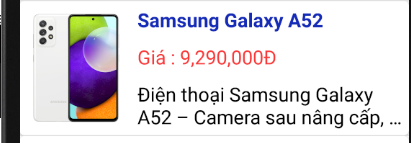 Samsung Galaxy A52
Giá : 9,290,000Đ
Điện thoại Samsung Galaxy
A52 – Camera sau nâng cấp, ...